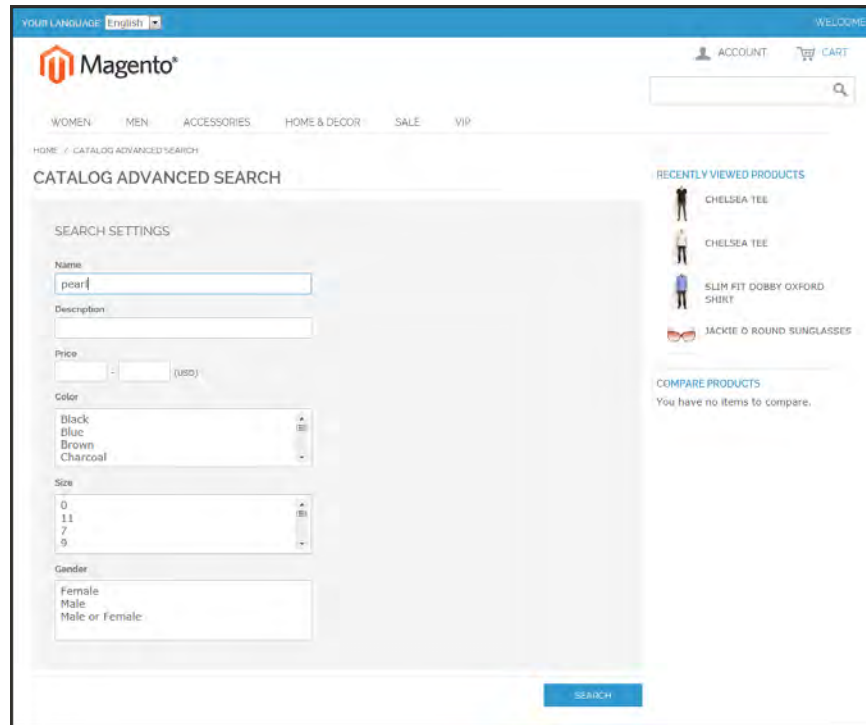 YOUR LANGUAGE: English
WELCOME
Magento®
ACCOUNT
CART
WOMEN MEN ACCESSORIES HOME & DECOR SALE VIP
HOME / CATALOG ADVANCED SEARCH
CATALOG ADVANCED SEARCH
SEARCH SETTINGS
Name
pearl
Description
Price
- (USD)
Color
Black
Blue
Brown
Charcoal
Size
0
11
7
9
Gender
Female
Male
Male or Female
SEARCH
RECENTLY VIEWED PRODUCTS
CHELSEA TEE
CHELSEA TEE
SLIM FIT DOBBY OXFORD
SHIRT
JACKIE O ROUND SUNGLASSES
COMPARE PRODUCTS
You have no items to compare.